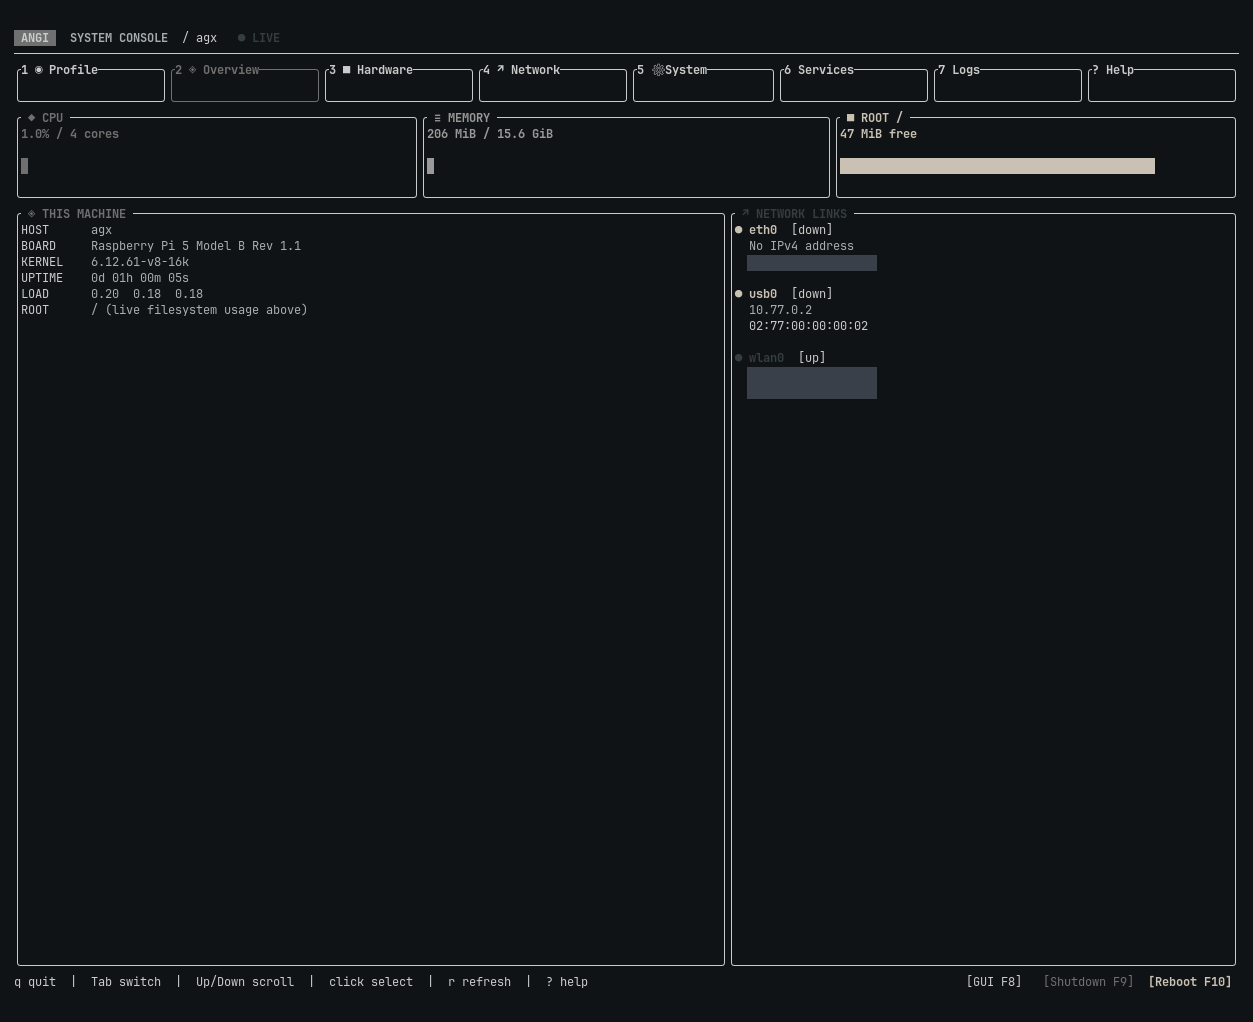 ANGI SYSTEM CONSOLE / agx ● LIVE
1 ◉ Profile 2 ◈ Overview 3 ■ Hardware 4 ↗ Network 5 ⚙System 6 Services 7 Logs ? Help
◆ CPU ≡ MEMORY ■ ROOT /
1.0% / 4 cores 206 MiB / 15.6 GiB 47 MiB free
◈ THIS MACHINE
HOST agx
BOARD Raspberry Pi 5 Model B Rev 1.1
KERNEL 6.12.61-v8-16k
UPTIME 0d 01h 00m 05s
LOAD 0.20 0.18 0.18
ROOT / (live filesystem usage above)
↗ NETWORK LINKS
● eth0 [down]
No IPv4 address
● usb0 [down]
10.77.0.2
02:77:00:00:00:02
● wlan0 [up]
q quit | Tab switch | Up/Down scroll | click select | r refresh | ? help [GUI F8] [Shutdown F9] [Reboot F10]